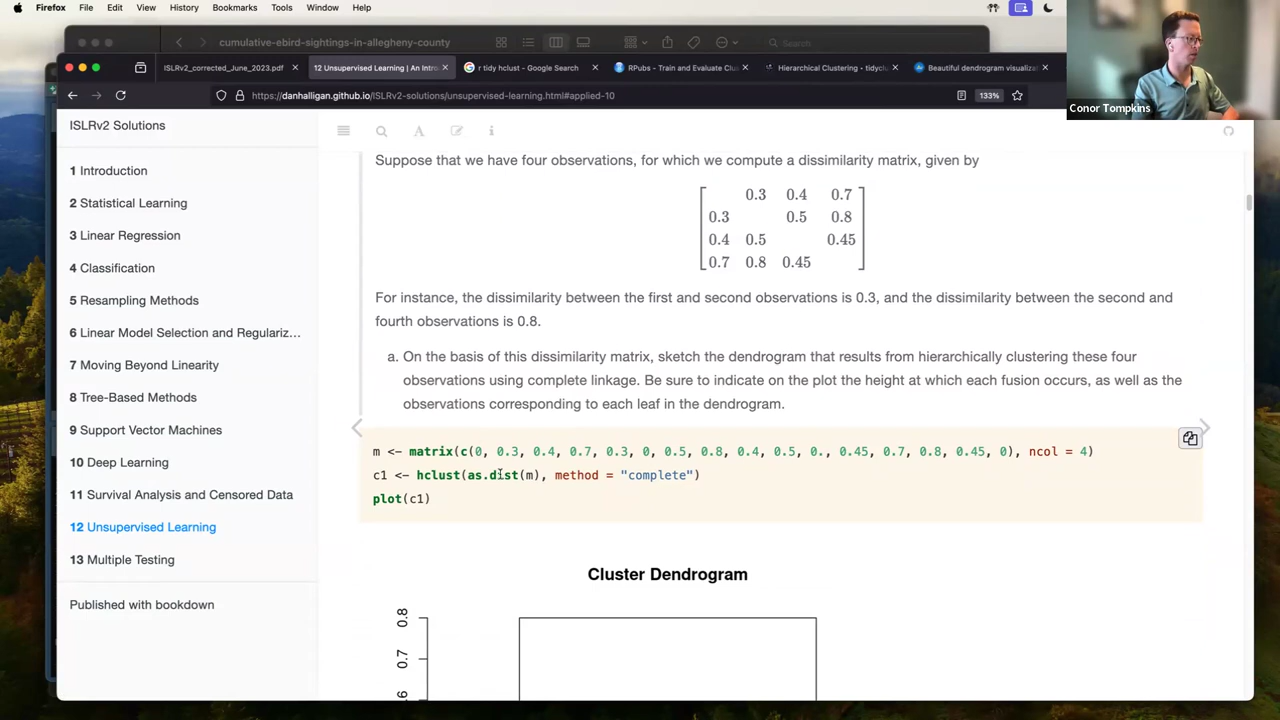 Firefox File Edit View History Bookmarks Tools Window Help
cumulative-ebird-sightings-in-allegheny-county
Search
ISLRv2_corrected_June_2023.pdf
12 Unsupervised Learning | An Intro
r tidy hclust - Google Search
RPubs - Train and Evaluate Clu
Hierarchical Clustering • tidyclu
Beautiful dendrogram visualizat
https://danhalligan.github.io/ISLRv2-solutions/unsupervised-learning.html#applied-10
133%
Conor Tompkins
ISLRv2 Solutions
1 Introduction
2 Statistical Learning
3 Linear Regression
4 Classification
5 Resampling Methods
6 Linear Model Selection and Regulariz...
7 Moving Beyond Linearity
8 Tree-Based Methods
9 Support Vector Machines
10 Deep Learning
11 Survival Analysis and Censored Data
12 Unsupervised Learning
13 Multiple Testing
Published with bookdown
Suppose that we have four observations, for which we compute a dissimilarity matrix, given by
0.3 0.4 0.7
0.3 0.5 0.8
0.4 0.5 0.45
0.7 0.8 0.45
For instance, the dissimilarity between the first and second observations is 0.3, and the dissimilarity between the second and
fourth observations is 0.8.
a. On the basis of this dissimilarity matrix, sketch the dendrogram that results from hierarchically clustering these four
observations using complete linkage. Be sure to indicate on the plot the height at which each fusion occurs, as well as the
observations corresponding to each leaf in the dendrogram.
m <- matrix(c(0, 0.3, 0.4, 0.7, 0.3, 0, 0.5, 0.8, 0.4, 0.5, 0., 0.45, 0.7, 0.8, 0.45, 0), ncol = 4)
c1 <- hclust(as.dist(m), method = "complete")
plot(c1)
Cluster Dendrogram
0.8
0.7